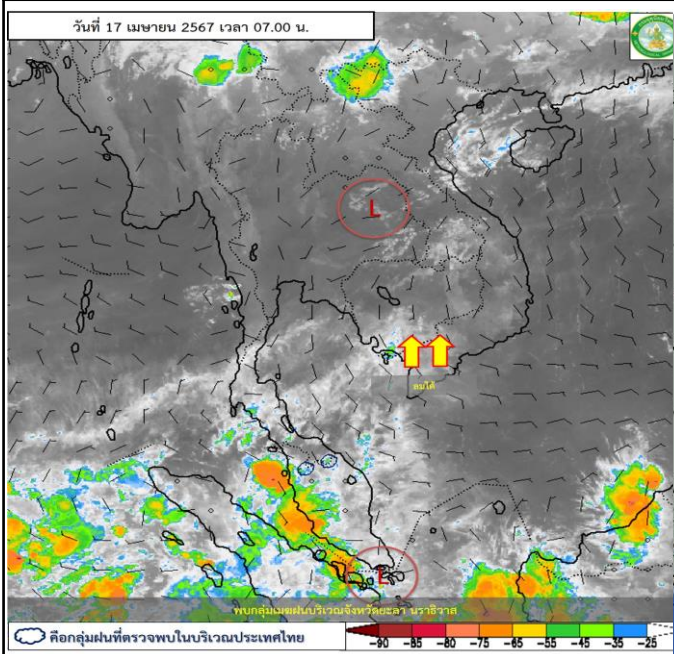 วันที่ 17 เมษายน 2567 เวลา 07.00 น.
L
ลมใต้
L
พบกลุ่มเมฆฝนบริเวณจังหวัดยะลา นราธิวาส
คือกลุ่มฝนที่ตรวจพบในบริเวณประเทศไทย
-90 -85 -80 -75 -65 -55 -45 -35 -25